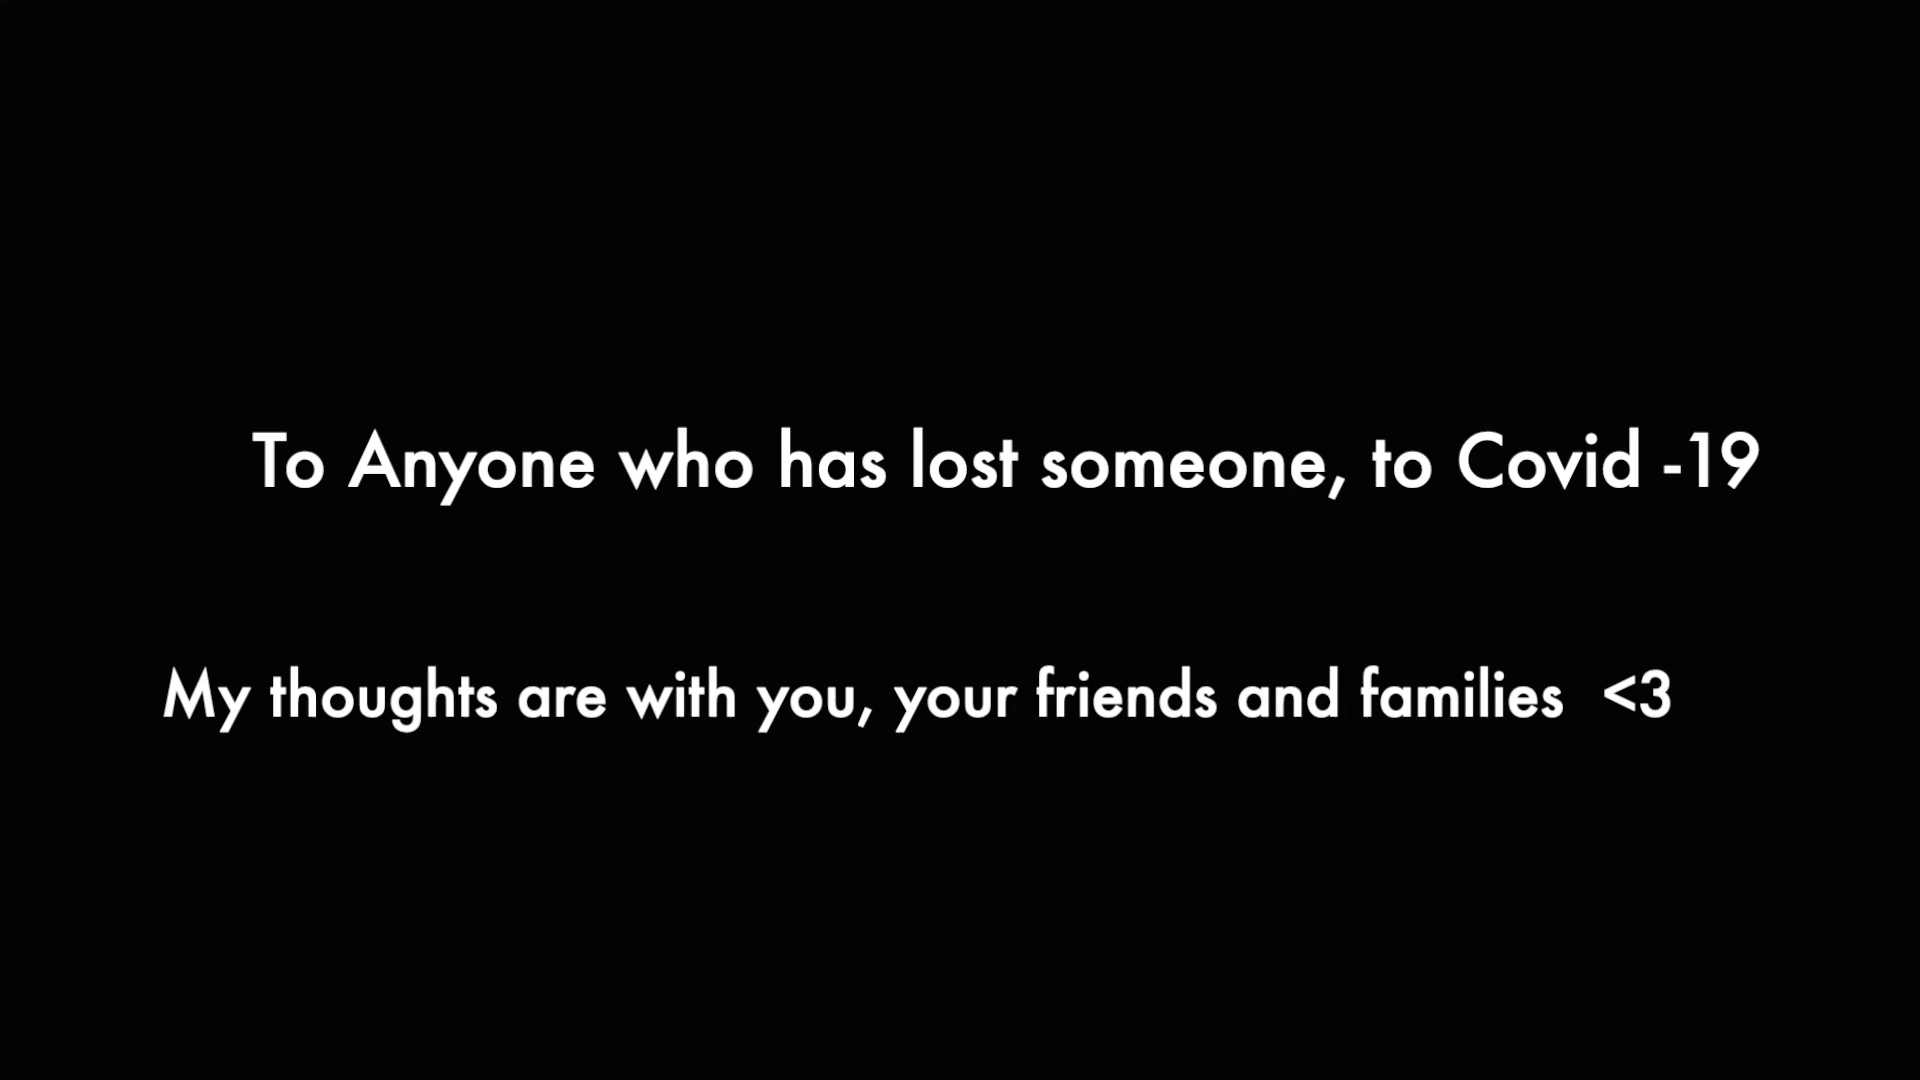 To Anyone who has lost someone, to Covid -19
My thoughts are with you, your friends and families <3